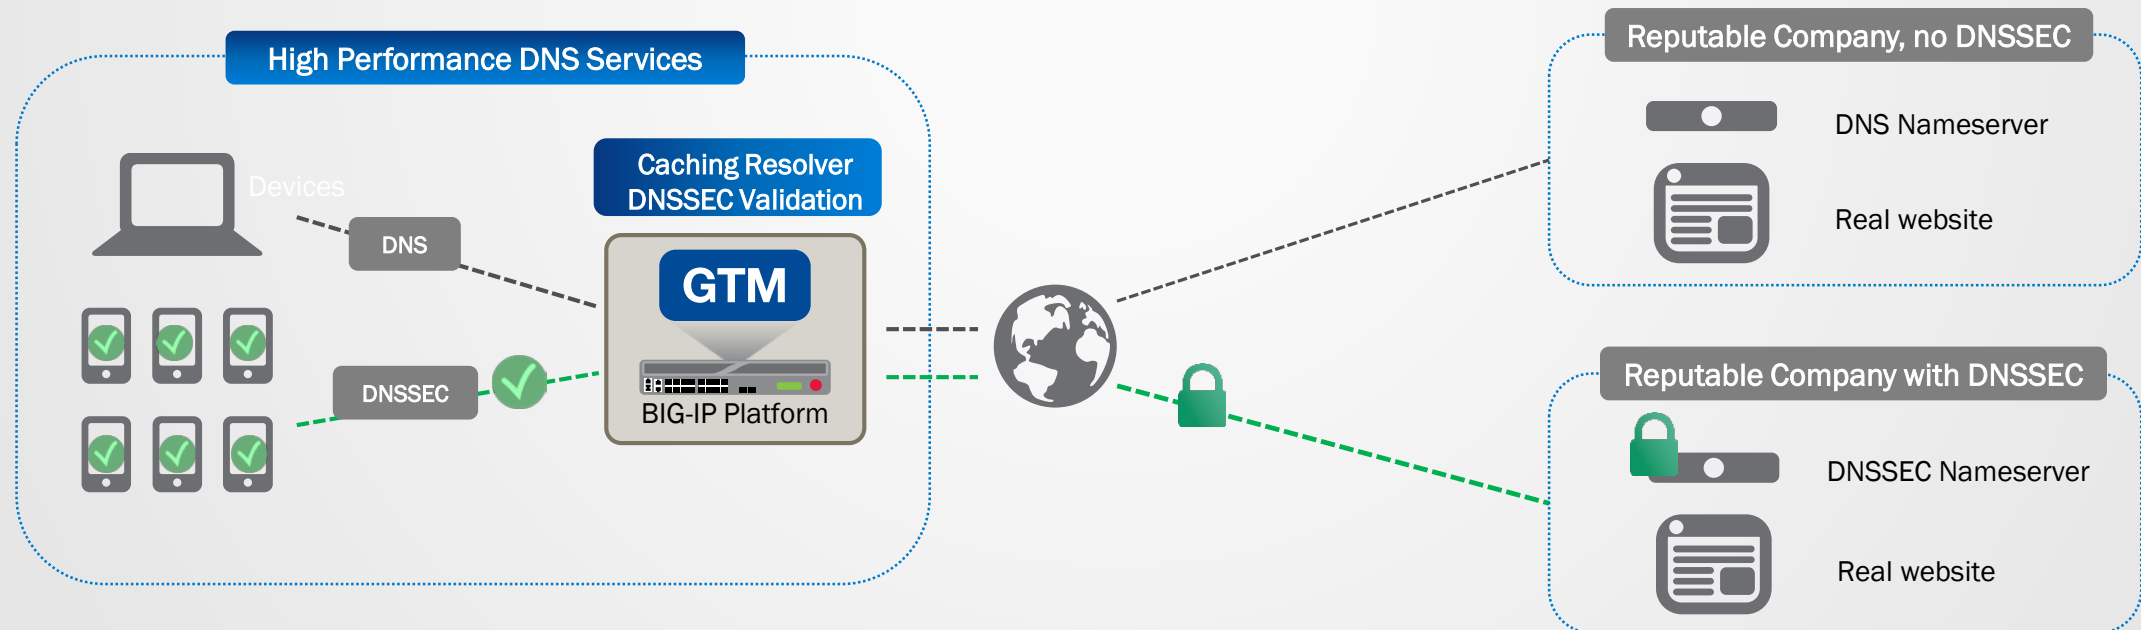 High Performance DNS Services
Devices
DNS
DNSSEC
Caching Resolver
DNSSEC Validation
GTM
BIG-IP Platform
Reputable Company, no DNSSEC
DNS Nameserver
Real website
Reputable Company with DNSSEC
DNSSEC Nameserver
Real website